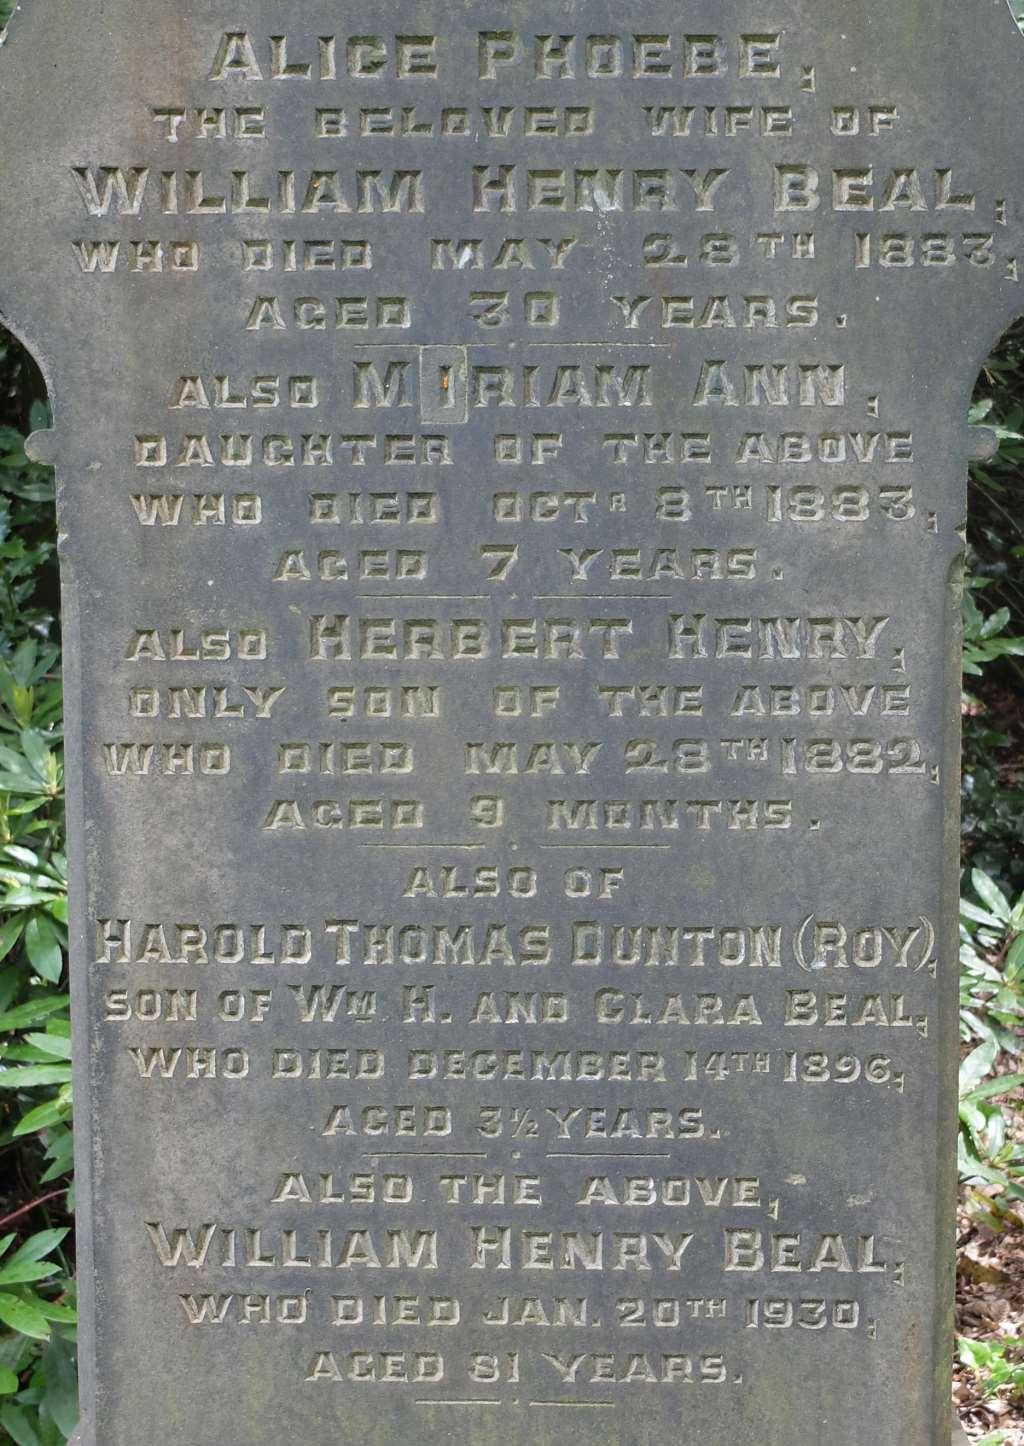 ALICE PHOEBE,
THE BELOVED WIFE OF
WILLIAM HENRY BEAL,
WHO DIED MAY 28TH 1883,
AGED 30 YEARS.
ALSO MIRIAM ANN,
DAUGHTER OF THE ABOVE
WHO DIED OCTR 8TH 1883,
AGED 7 YEARS.
ALSO HERBERT HENRY,
ONLY SON OF THE ABOVE
WHO DIED MAY 28TH 1882,
AGED 9 MONTHS.
ALSO OF
HAROLD THOMAS DUNTON (ROY),
SON OF WM H. AND CLARA BEAL,
WHO DIED DECEMBER 14TH 1896,
AGED 3½ YEARS.
ALSO THE ABOVE,
WILLIAM HENRY BEAL,
WHO DIED JAN. 20TH 1930,
AGED 81 YEARS.